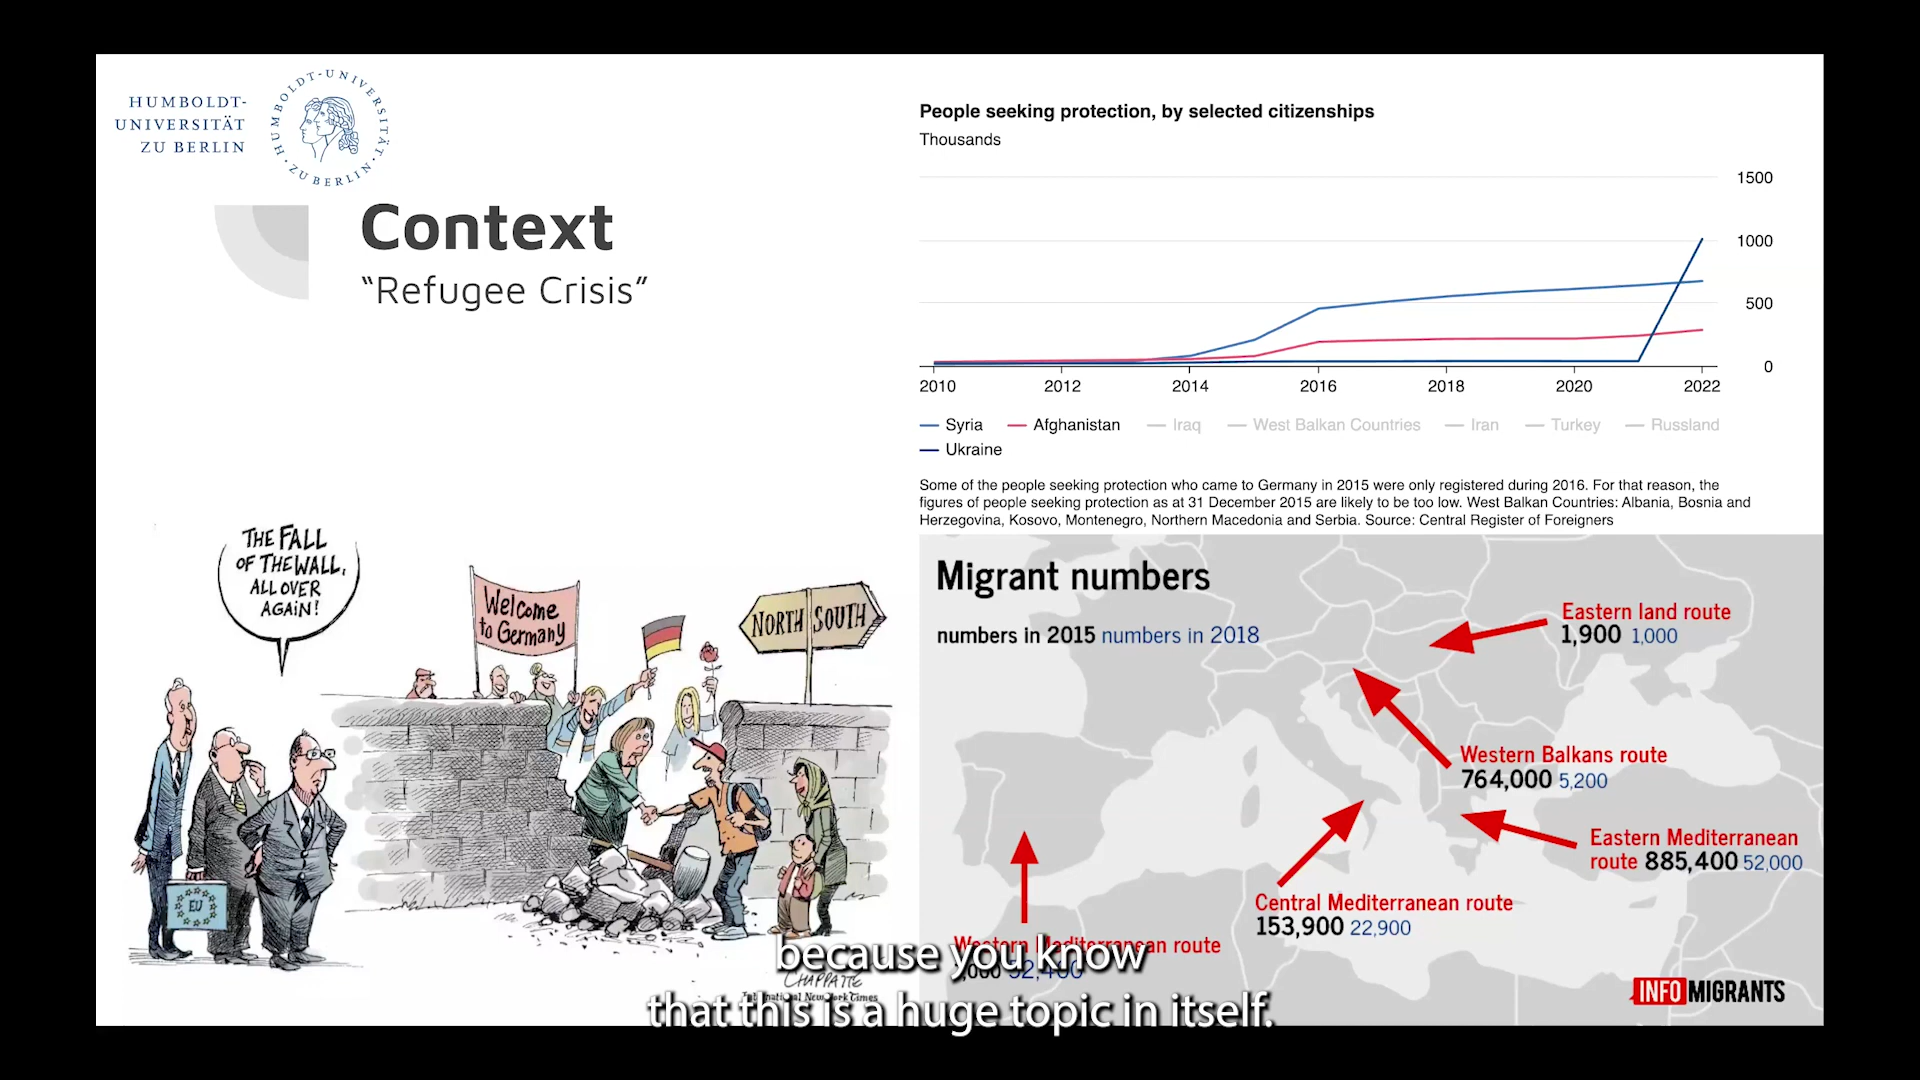 HUMBOLDT-
UNIVERSITÄT
ZU BERLIN
HUMBOLDT-UNIVERSITÄT · ZU BERLIN ·
Context
“Refugee Crisis”
People seeking protection, by selected citizenships
Thousands
1500
1000
500
0
2010 2012 2014 2016 2018 2020 2022
Syria Afghanistan Iraq West Balkan Countries Iran Turkey Russland
Ukraine
Some of the people seeking protection who came to Germany in 2015 were only registered during 2016. For that reason, the
figures of people seeking protection as at 31 December 2015 are likely to be too low. West Balkan Countries: Albania, Bosnia and
Herzegovina, Kosovo, Montenegro, Northern Macedonia and Serbia. Source: Central Register of Foreigners
THE FALL
OF THE WALL,
ALL OVER
AGAIN!
Welcome
to Germany
NORTH SOUTH
EU
CHAPPATTE
International New York Times
Migrant numbers
numbers in 2015 numbers in 2018
Eastern land route
1,900 1,000
Western Balkans route
764,000 5,200
Eastern Mediterranean
route 885,400 52,000
Central Mediterranean route
153,900 22,900
Western Mediterranean route
INFOMIGRANTS
because you know
that this is a huge topic in itself.